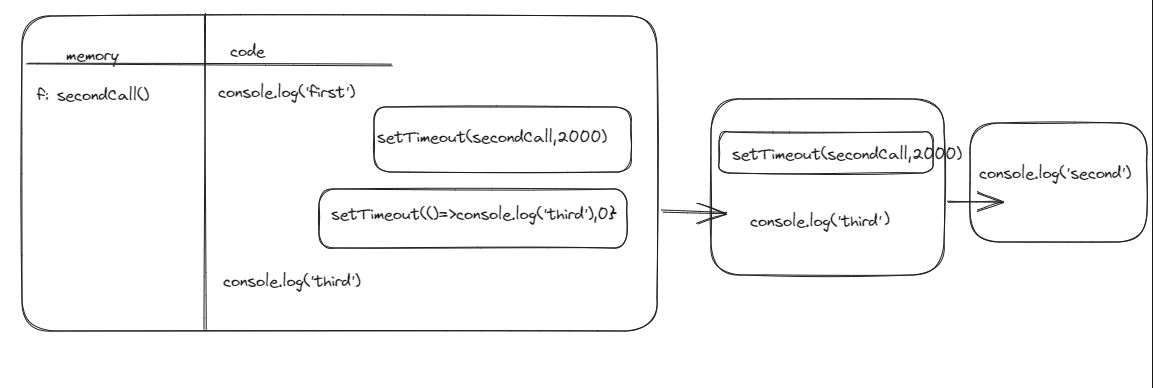 memory
code
f: secondCall()
console.log('first')
setTimeout(secondCall,2000)
setTimeout(()=>console.log('third'),0}
console.log('third')
setTimeout(secondCall,2000)
console.log('third')
console.log('second')